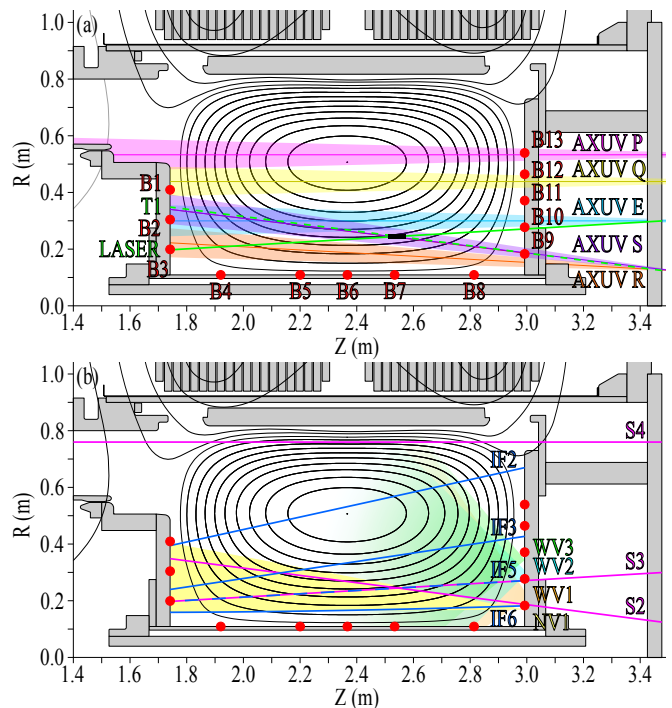 (a)
1.0
0.8
0.6
0.4
0.2
0.0
R (m)
B13
AXUV P
B12
AXUV Q
B1
B11
T1
AXUV E
B10
B2
AXUV S
LASER
B9
B3
AXUV R
B4 B5 B6 B7 B8
1.4 1.6 1.8 2.0 2.2 2.4 2.6 2.8 3.0 3.2 3.4
Z (m)
(b)
1.0
0.8
0.6
0.4
0.2
0.0
R (m)
S4
IF2
IF3
WV3
IF5
WV2
S3
WV1
S2
IF6
NV1
1.4 1.6 1.8 2.0 2.2 2.4 2.6 2.8 3.0 3.2 3.4
Z (m)